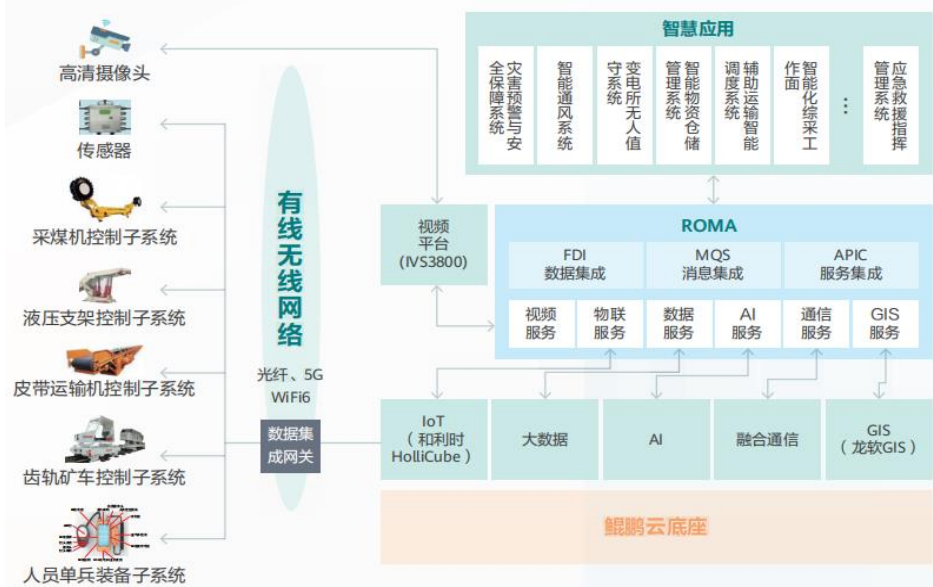 高清摄像头
传感器
采煤机控制子系统
液压支架控制子系统
皮带运输机控制子系统
齿轨矿车控制子系统
人员单兵装备子系统
有线无线网络
光纤、5G
WiFi6
数据集
成网关
智慧应用
灾害预警与安
全保障系统
智能通风系统
变电所无人值
守系统
智能物资仓储
管理系统
辅助运输智能
调度系统
智能化综采工
作面
...
应急救援指挥
管理系统
视频
平台
(IVS3800)
ROMA
FDI
数据集成
MQS
消息集成
APIC
服务集成
视频
服务
物联
服务
数据
服务
AI
服务
通信
服务
GIS
服务
IoT
(和利时
HolliCube)
大数据
AI
融合通信
GIS
(龙软GIS)
鲲鹏云底座